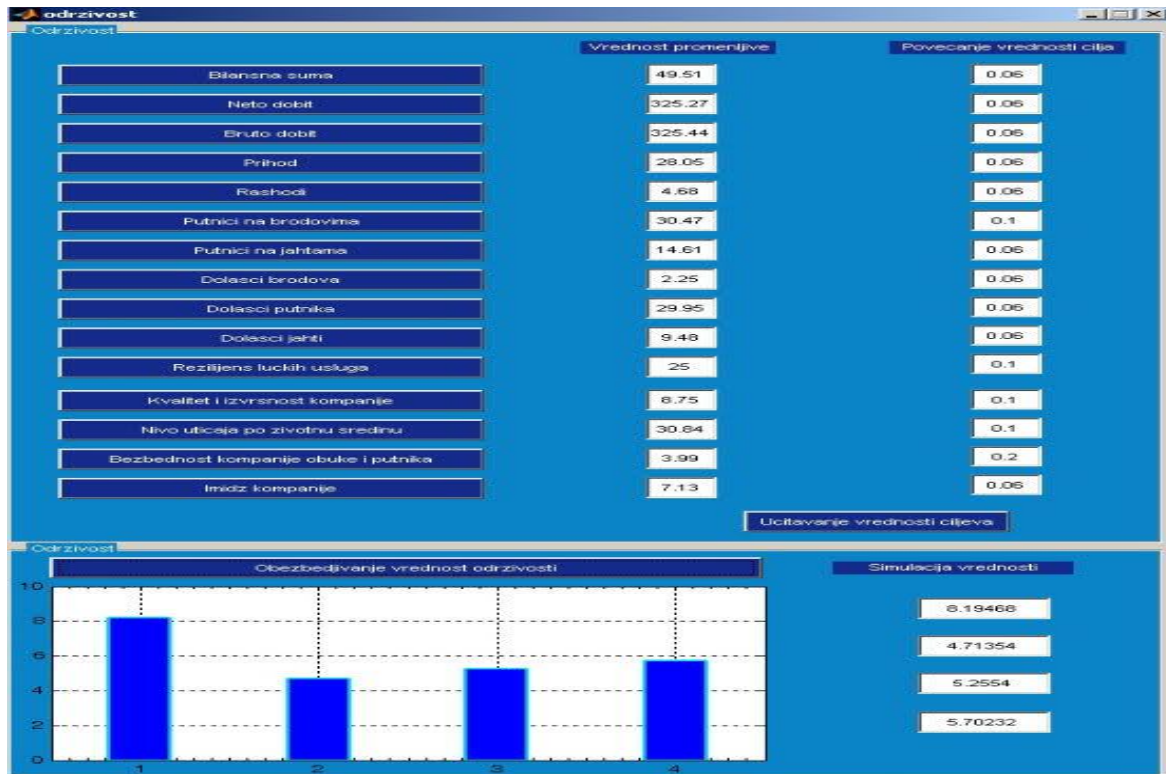 odrzivost
Odrzivost
Vrednost promenljive Povecanje vrednosti cilja
Bilansna suma 49.51 0.06
Neto dobit 325.27 0.06
Bruto dobit 325.44 0.06
Prihod 28.05 0.06
Rashodi 4.68 0.06
Putnici na brodovima 30.47 0.1
Putnici na jahtama 14.61 0.06
Dolasci brodova 2.25 0.06
Dolasci putnika 29.95 0.06
Dolasci jahti 9.48 0.06
Rezilijens luckih usluga 25 0.1
Kvalitet i izvrsnost kompanije 8.75 0.1
Nivo uticaja po zivotnu sredinu 30.84 0.1
Bezbednost kompanije obuke i putnika 3.99 0.2
Imidz kompanije 7.13 0.06
Ucitavanje vrednosti ciljeva
Odrzivost
Obezbedjivanje vrednost odrzivosti Simulacija vrednosti
10
8 8.19468
6 4.71354
4 5.2554
2 5.70232
0
1 2 3 4